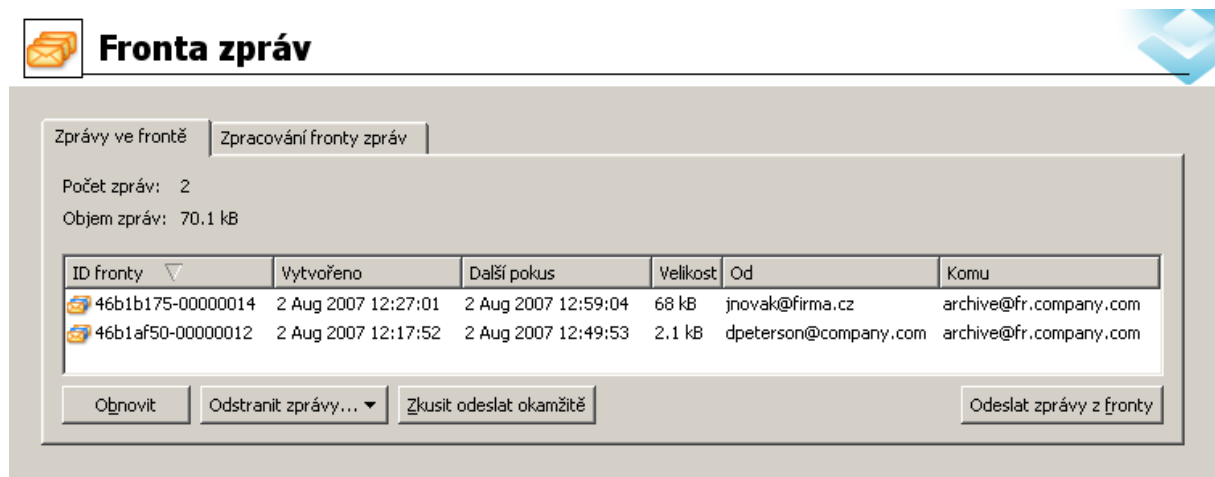 Fronta zpráv
Zprávy ve frontě Zpracování fronty zpráv
Počet zpráv: 2
Objem zpráv: 70.1 kB
ID fronty Vytvořeno Další pokus Velikost Od Komu
46b1b175-00000014 2 Aug 2007 12:27:01 2 Aug 2007 12:59:04 68 kB jnovak@firma.cz archive@fr.company.com
46b1af50-00000012 2 Aug 2007 12:17:52 2 Aug 2007 12:49:53 2.1 kB dpeterson@company.com archive@fr.company.com
Obnovit Odstranit zprávy... Zkusit odeslat okamžitě Odeslat zprávy z fronty